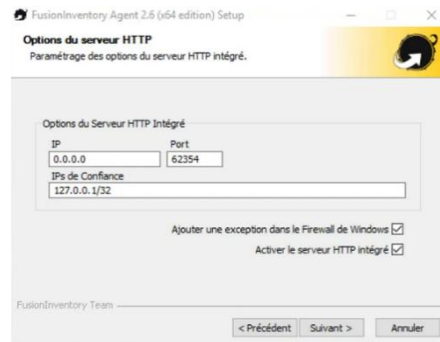 FusionInventory Agent 2.6 (x64 edition) Setup
Options du serveur HTTP
Paramétrage des options du serveur HTTP intégré.
Options du Serveur HTTP Intégré
IP Port
0.0.0.0 62354
IPs de Confiance
127.0.0.1/32
Ajouter une exception dans le Firewall de Windows
Activer le serveur HTTP intégré
FusionInventory Team
< Précédent Suivant > Annuler